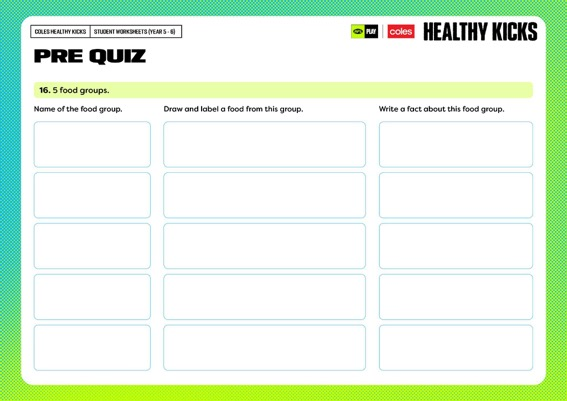 COLES HEALTHY KICKS STUDENT WORKSHEETS (YEAR 5 - 6)
PLAY coles HEALTHY KICKS
PRE QUIZ
16. 5 food groups.
Name of the food group. Draw and label a food from this group. Write a fact about this food group.